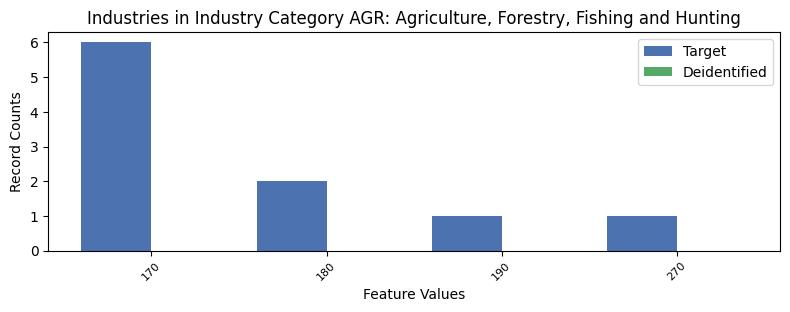 Industries in Industry Category AGR: Agriculture, Forestry, Fishing and Hunting
Target
Deidentified
Record Counts
6
5
4
3
2
1
0
170
180
190
270
Feature Values